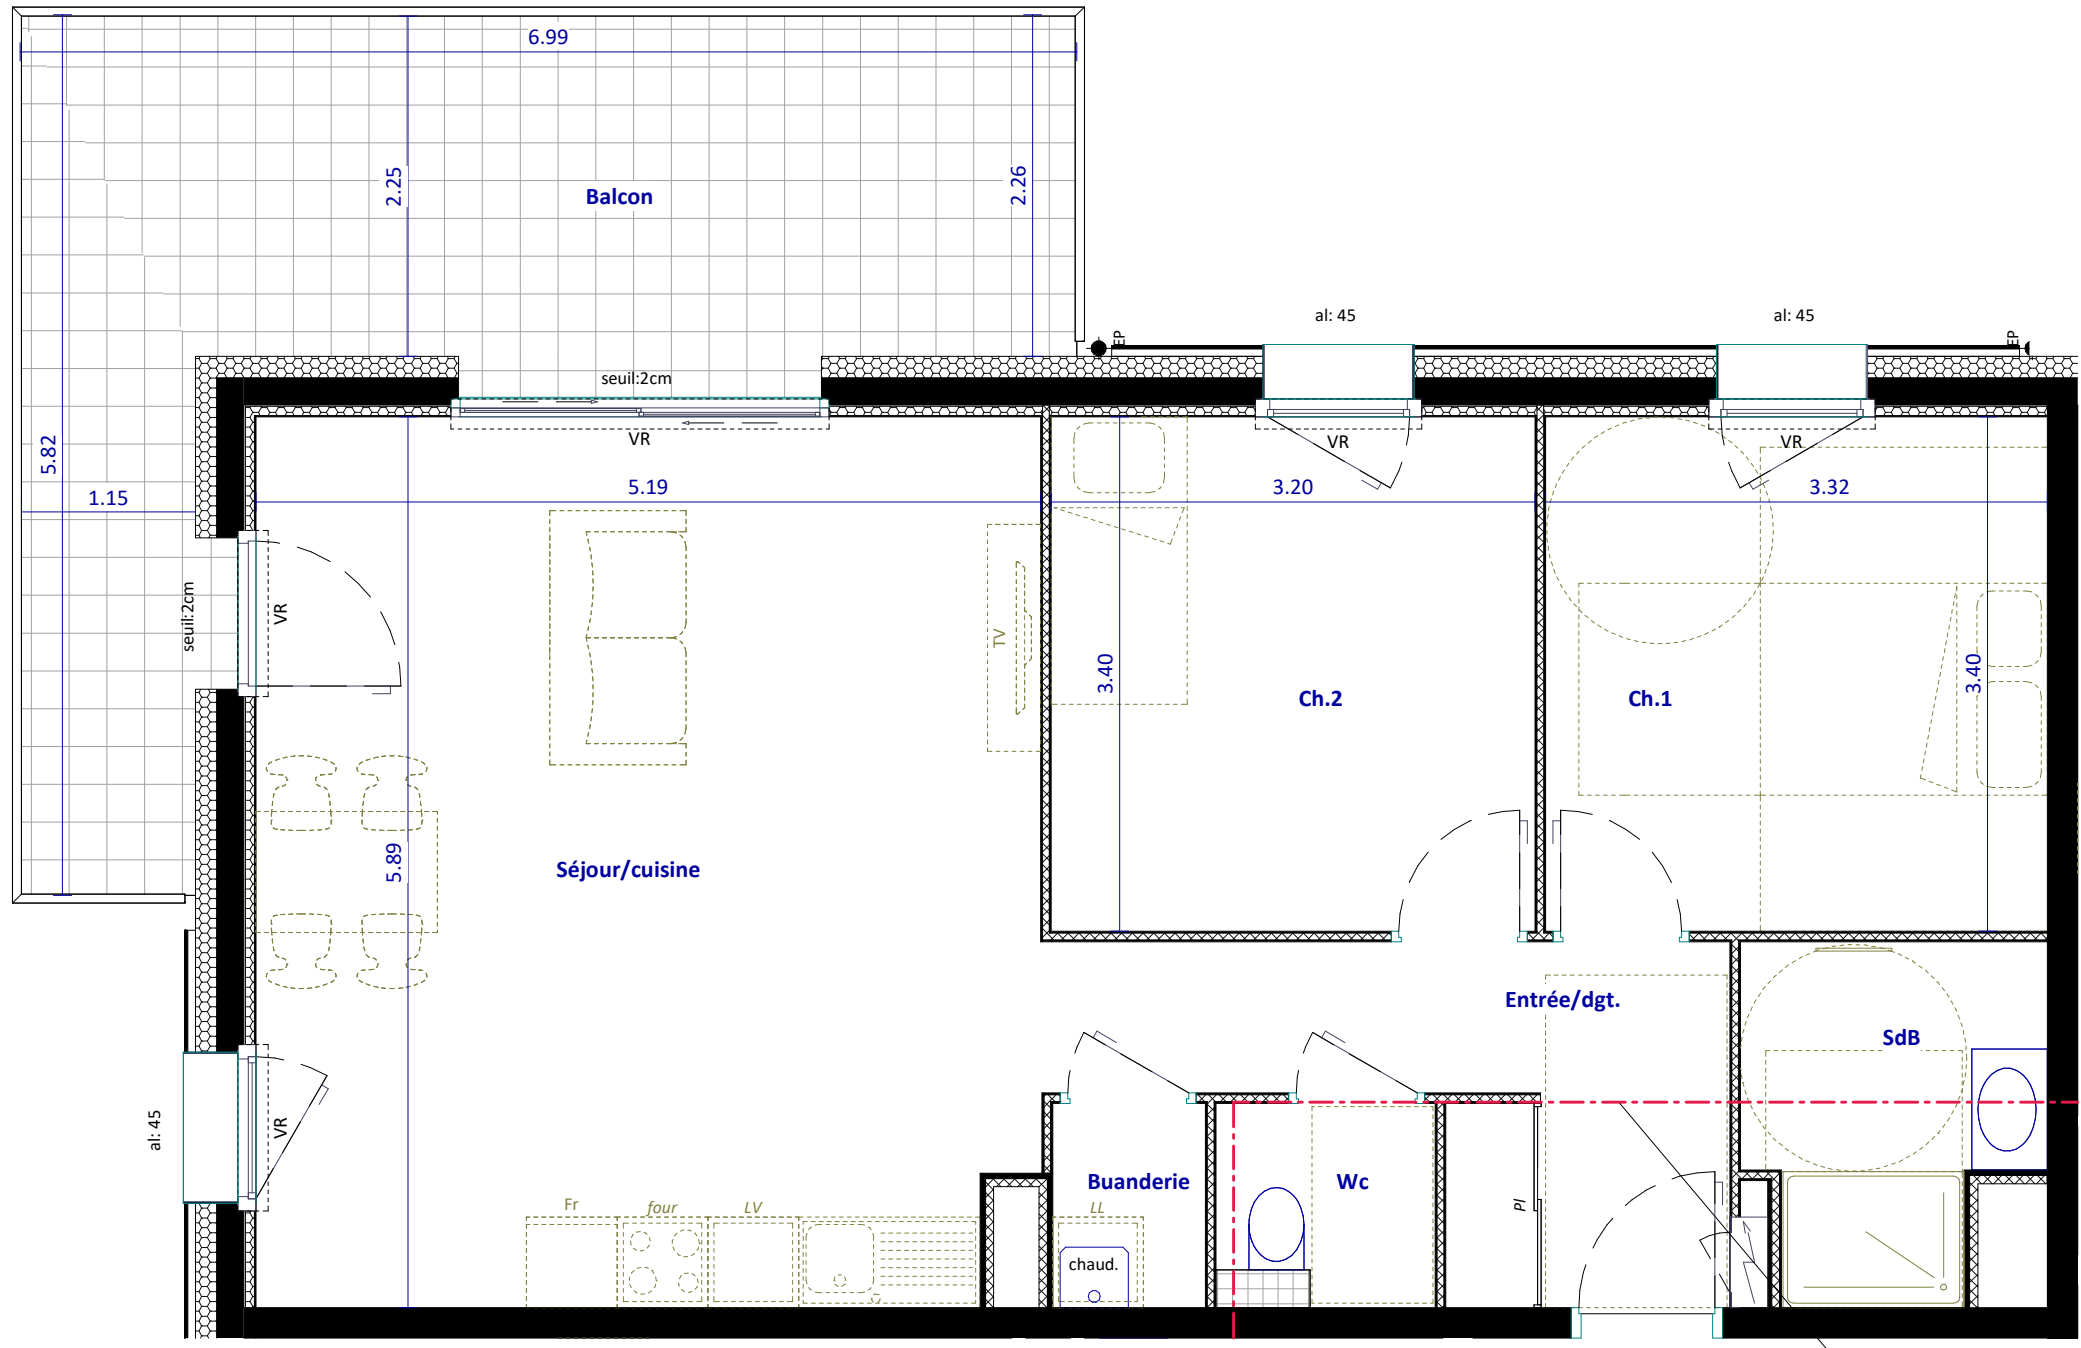 6.99
2.25
2.26
Balcon
al: 45
al: 45
EP
EP
seuil:2cm
VR
VR
VR
5.82
1.15
5.19
3.20
3.32
seuil:2cm
VR
TV
3.40
3.40
Ch.2
Ch.1
5.89
Séjour/cuisine
Entrée/dgt.
SdB
al: 45
VR
Buanderie
Wc
Pl
Fr
four
LV
LL
chaud.